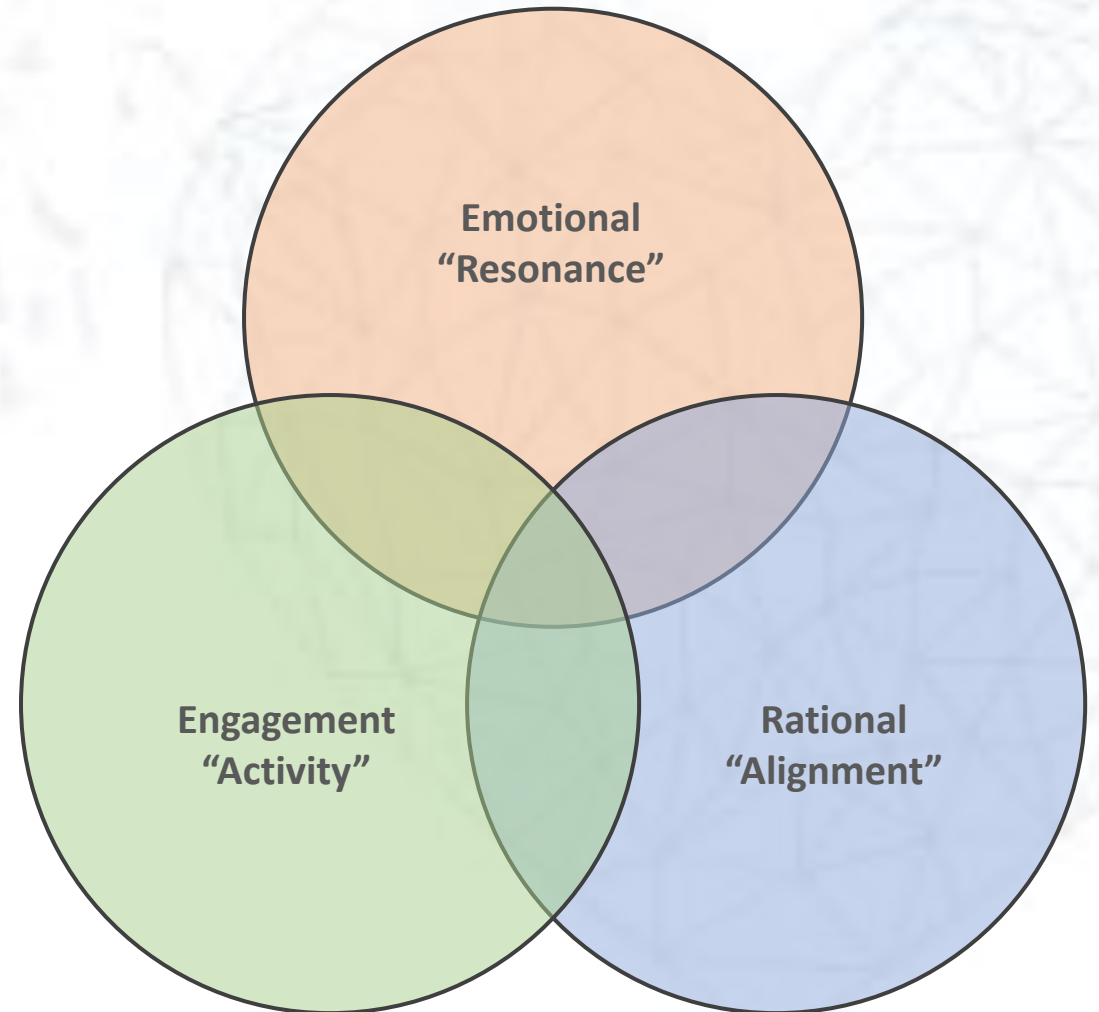 Emotional
“Resonance”
Engagement
“Activity”
Rational
“Alignment”